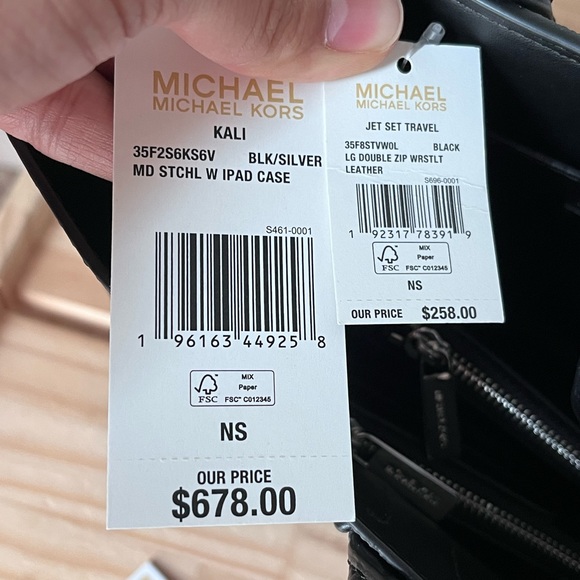 MICHAEL
MICHAEL KORS
KALI
35F2S6KS6V BLK/SILVER
MD STCHL W IPAD CASE
S461-0001
1 96163 44925 8
FSC
MIX
Paper
FSC™ C012345
NS
OUR PRICE
$678.00
MICHAEL
MICHAEL KORS
JET SET TRAVEL
35F8STVW0L BLACK
LG DOUBLE ZIP WRSTLT
LEATHER
S696-0001
1 92317 78391 9
FSC
MIX
Paper
FSC™ C012345
NS
OUR PRICE $258.00